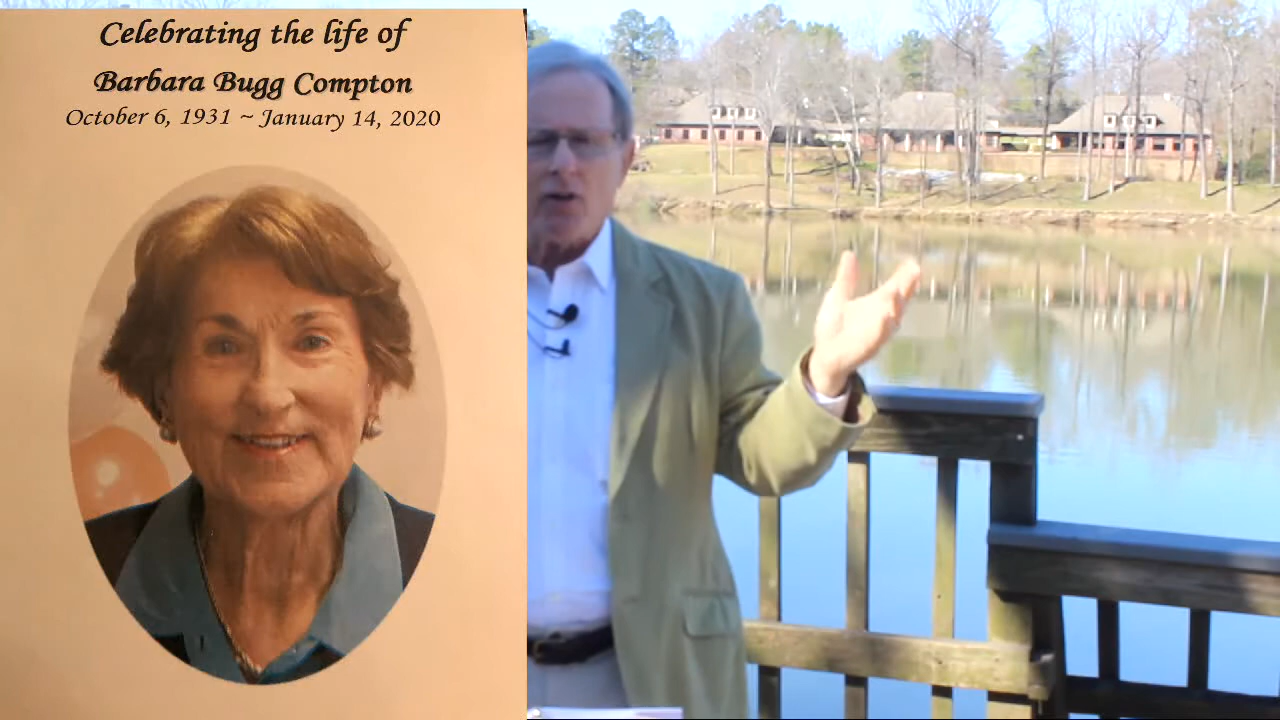 Celebrating the life of
Barbara Bugg Compton
October 6, 1931 ~ January 14, 2020